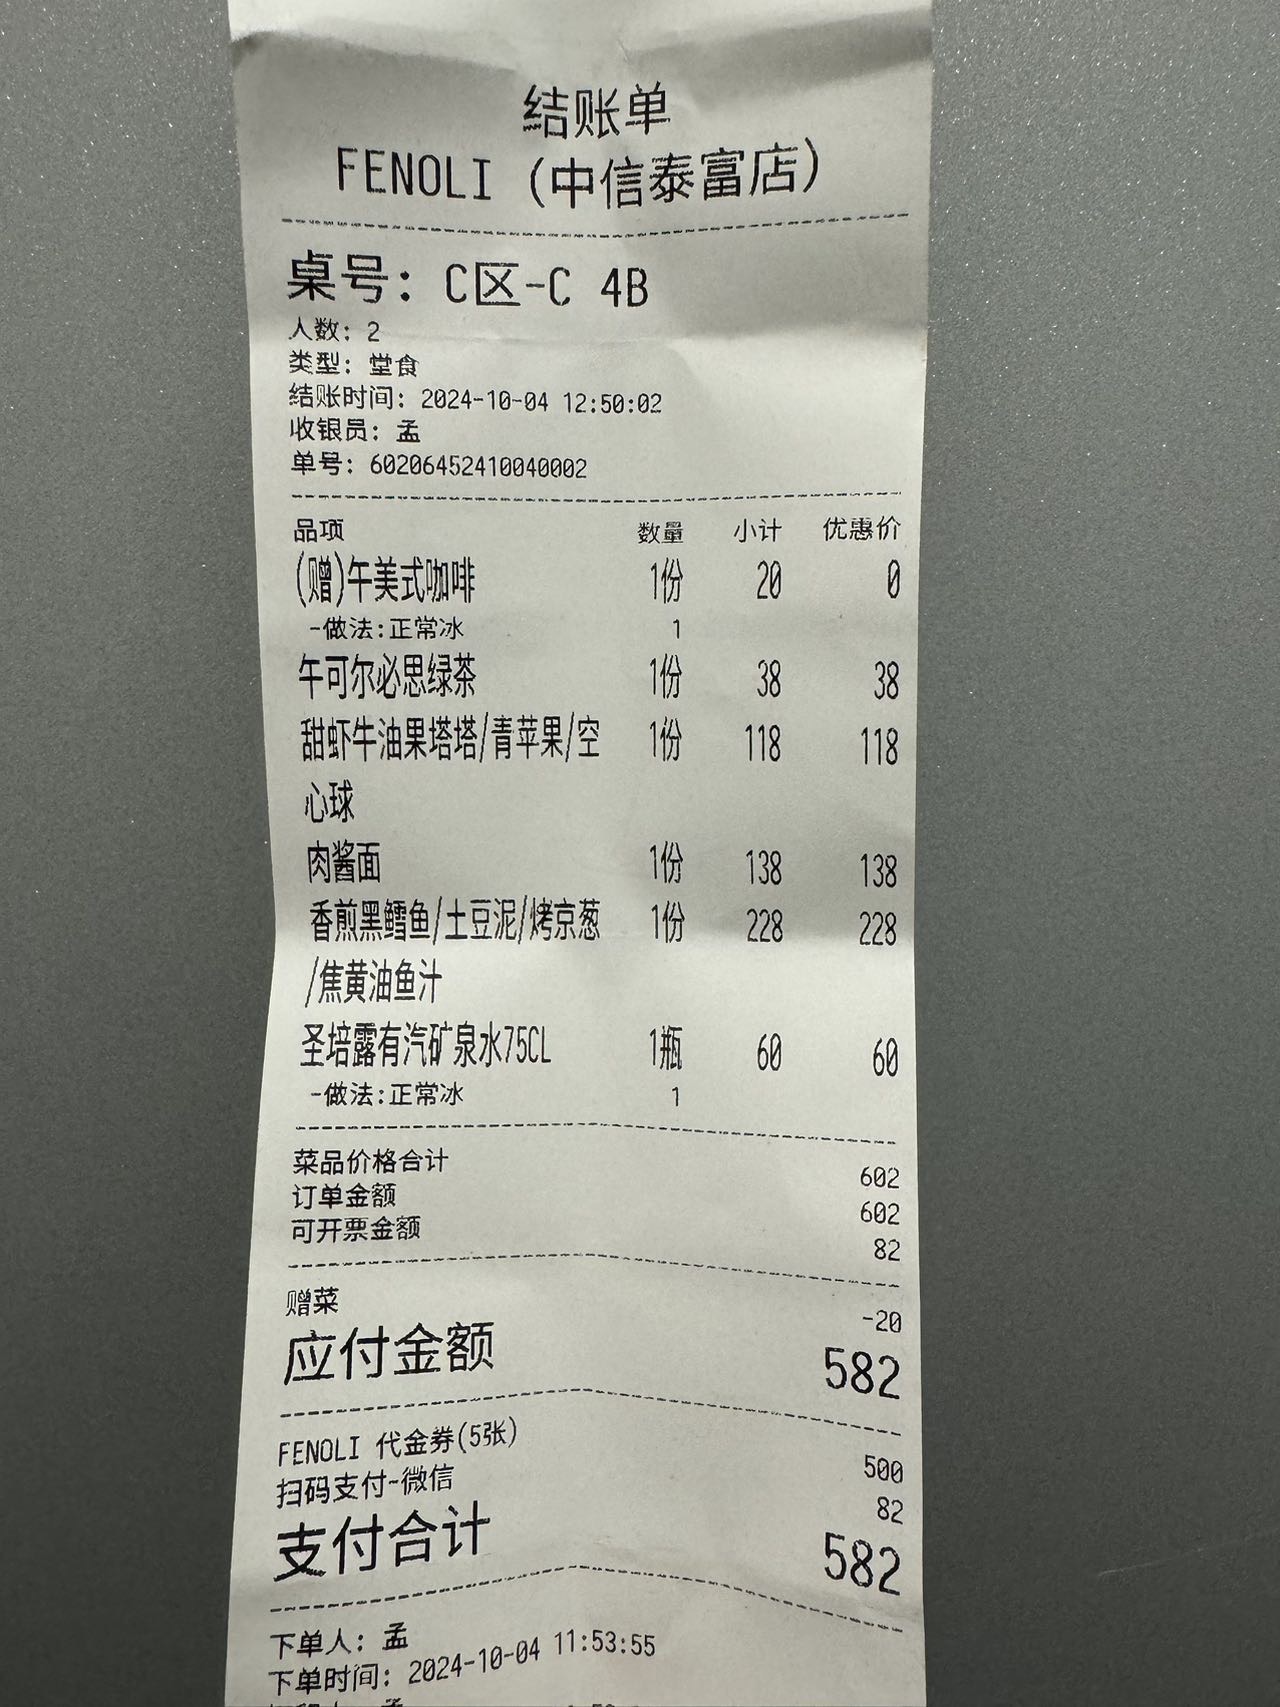 结账单
FENOLI (中信泰富店)
桌号: C区-C 4B
人数: 2
类型: 堂食
结账时间: 2024-10-04 12:50:02
收银员: 孟
单号: 60206452410040002
品项 数量 小计 优惠价
(赠)午美式咖啡 1份 20 0
-做法:正常冰 1
午可尔必思绿茶 1份 38 38
甜虾牛油果塔塔/青苹果/空 1份 118 118
心球
肉酱面 1份 138 138
香煎黑鳕鱼/土豆泥/烤京葱 1份 228 228
/焦黄油鱼汁
圣培露有汽矿泉水75CL 1瓶 60 60
-做法:正常冰 1
菜品价格合计 602
订单金额 602
可开票金额 82
赠菜 -20
应付金额 582
FENOLI 代金券(5张) 500
扫码支付-微信 82
支付合计 582
下单人: 孟
下单时间: 2024-10-04 11:53:55